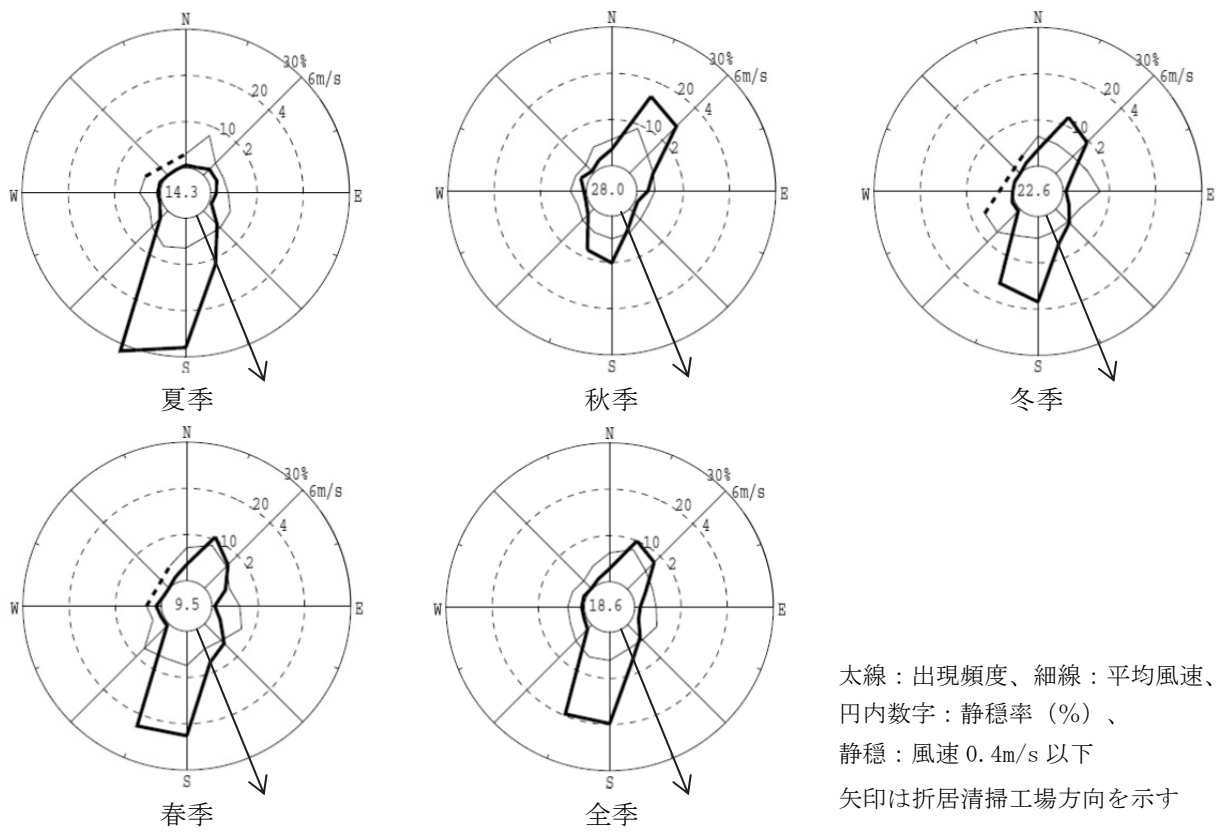 N
30%
6m/s
20
4
10
2
W
14.3
E
S
夏季
N
30%
6m/s
20
4
10
2
W
28.0
E
S
秋季
N
30%
6m/s
20
4
10
2
W
22.6
E
S
冬季
N
30%
6m/s
20
4
10
2
W
9.5
E
S
春季
N
30%
6m/s
20
4
10
2
W
18.6
E
S
全季
太線：出現頻度、細線：平均風速、
円内数字：静穏率（%）、
静穏：風速 0.4m/s 以下
矢印は折居清掃工場方向を示す